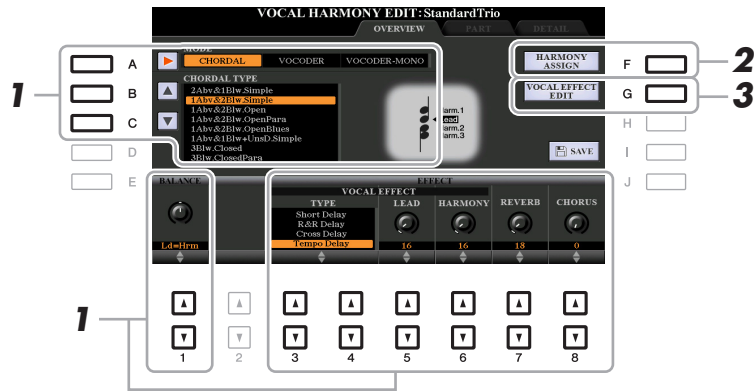 VOCAL HARMONY EDIT:StandardTrio
OVERVIEW PART DETAIL
MODE
CHORDAL VOCODER VOCODER-MONO
CHORDAL TYPE
2Abv&1Blw.Simple
1Abv&2Blw.Simple
1Abv&2Blw.Open
1Abv&2Blw.OpenPara
1Abv&2Blw.OpenBlues
1Abv&1Blw+UnsD.Simple
3Blw.Closed
3Blw.ClosedPara
Harm.1
Lead
Harm.2
Harm.3
HARMONY
ASSIGN
VOCAL EFFECT
EDIT
SAVE
A
B
C
D
E
F
G
H
I
J
1
2
3
BALANCE EFFECT
VOCAL EFFECT
TYPE LEAD HARMONY REVERB CHORUS
Short Delay
R&R Delay
Cross Delay
Tempo Delay
Ld=Hrm 16 16 18 0
1
1 2 3 4 5 6 7 8